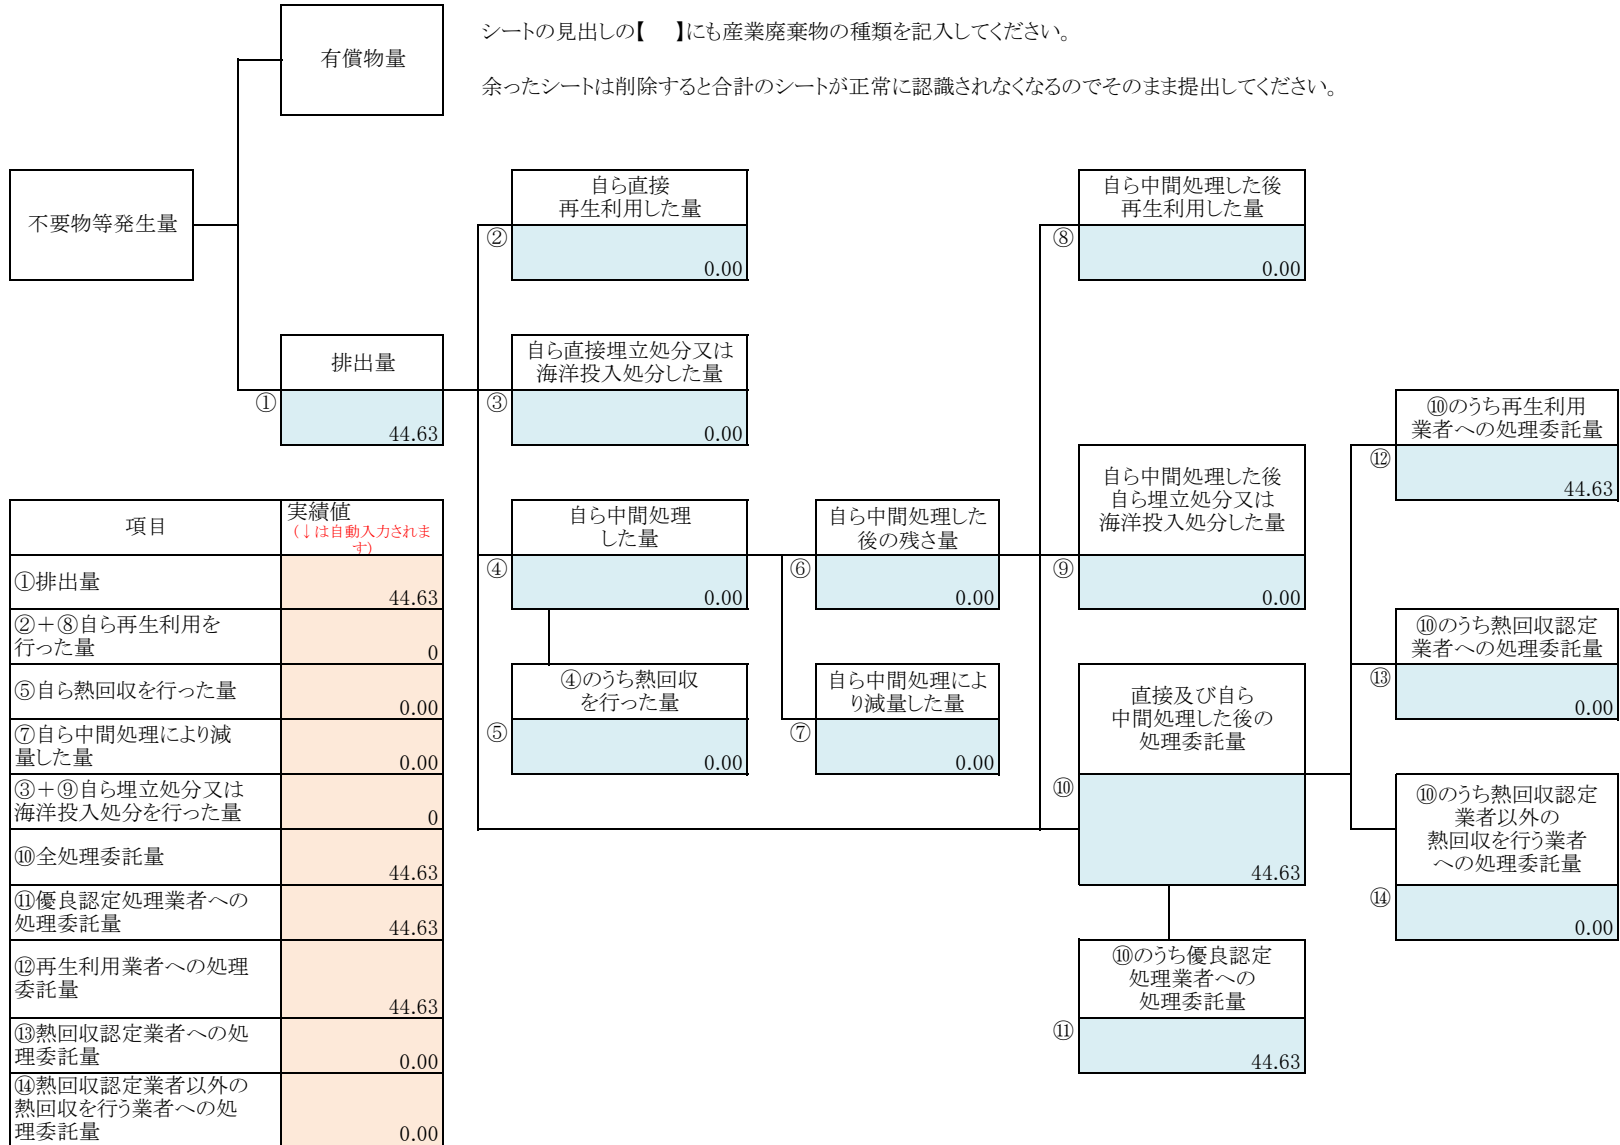 シートの見出しの【　】にも産業廃棄物の種類を記入してください。
有償物量
余ったシートは削除すると合計のシートが正常に認識されなくなるのでそのまま提出してください。
不要物等発生量
自ら直接
再生利用した量
②
0.00
自ら中間処理した後
再生利用した量
⑧
0.00
排出量
①
44.63
自ら直接埋立処分又は
海洋投入処分した量
③
0.00
⑩のうち再生利用
業者への処理委託量
⑫
44.63
自ら中間処理
した量
④
0.00
自ら中間処理した
後の残さ量
⑥
0.00
自ら中間処理した後
自ら埋立処分又は
海洋投入処分した量
⑨
0.00
⑩のうち熱回収認定
業者への処理委託量
⑬
0.00
④のうち熱回収
を行った量
⑤
0.00
自ら中間処理によ
り減量した量
⑦
0.00
直接及び自ら
中間処理した後の
処理委託量
⑩
44.63
⑩のうち熱回収認定
業者以外の
熱回収を行う業者
への処理委託量
⑭
0.00
⑩のうち優良認定
処理業者への
処理委託量
⑪
44.63
項目
実績値
(↓は自動入力されま
す)
①排出量
44.63
②＋⑧自ら再生利用を
行った量
0
⑤自ら熱回収を行った量
0.00
⑦自ら中間処理により減
量した量
0.00
③＋⑨自ら埋立処分又は
海洋投入処分を行った量
0
⑩全処理委託量
44.63
⑪優良認定処理業者への
処理委託量
44.63
⑫再生利用業者への処理
委託量
44.63
⑬熱回収認定業者への処
理委託量
0.00
⑭熱回収認定業者以外の
熱回収を行う業者への処
理委託量
0.00